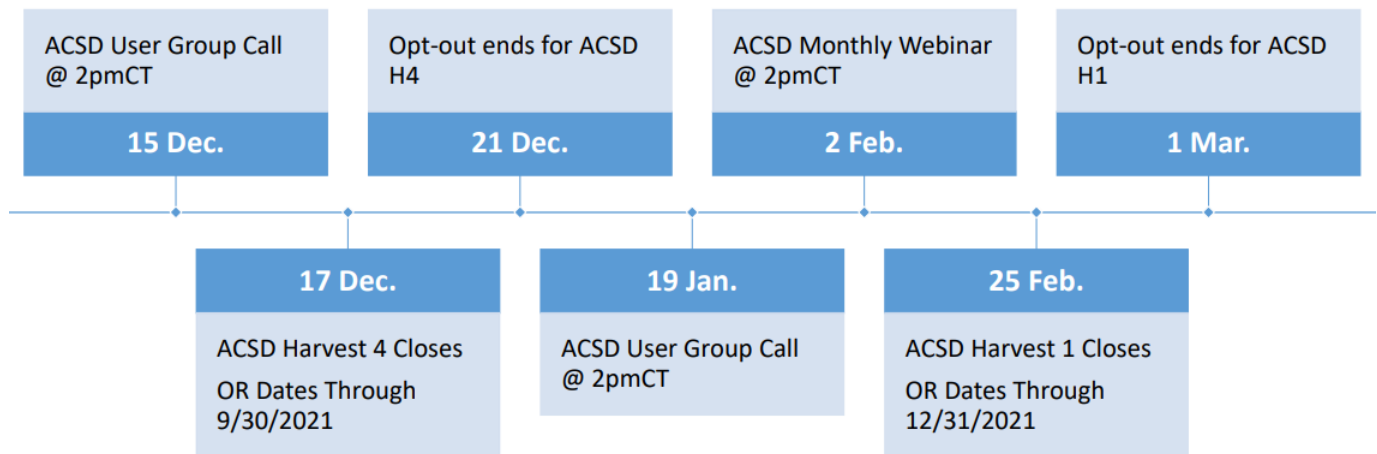 ACSD User Group Call
@ 2pmCT
15 Dec.
17 Dec.
ACSD Harvest 4 Closes
OR Dates Through
9/30/2021
Opt-out ends for ACSD
H4
21 Dec.
19 Jan.
ACSD User Group Call
@ 2pmCT
ACSD Monthly Webinar
@ 2pmCT
2 Feb.
25 Feb.
ACSD Harvest 1 Closes
OR Dates Through
12/31/2021
Opt-out ends for ACSD
H1
1 Mar.